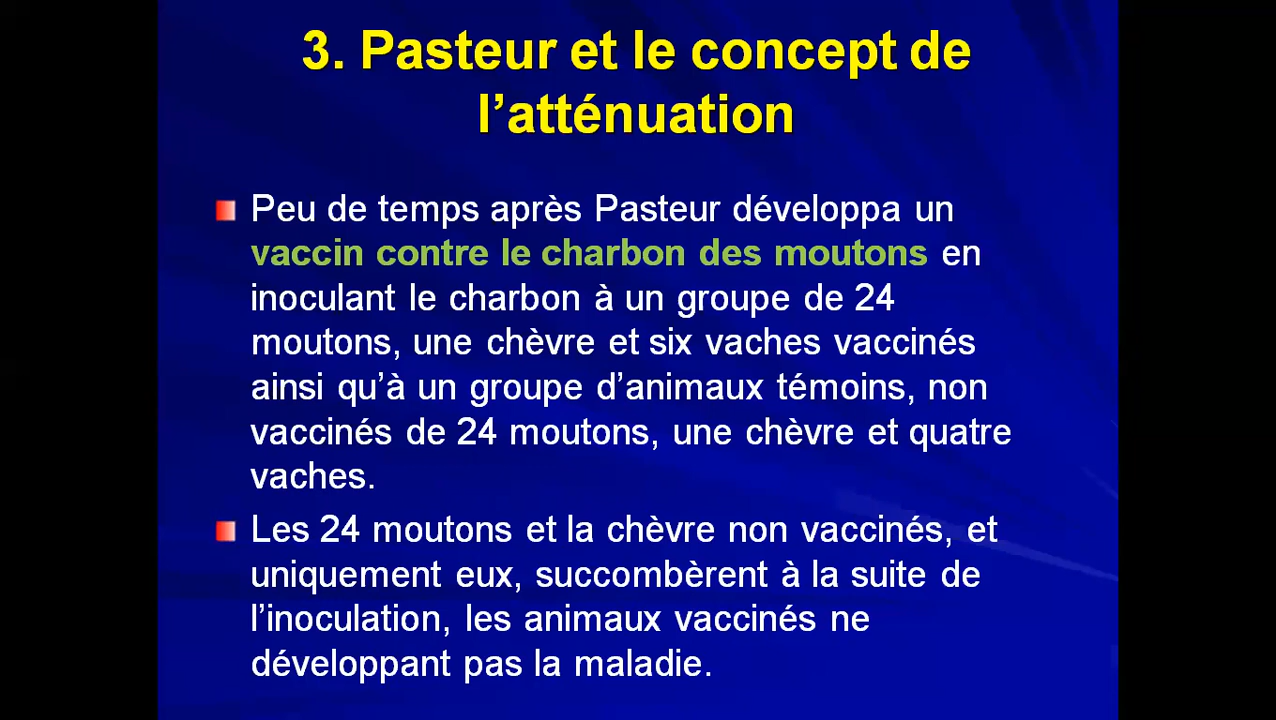 3. Pasteur et le concept de
l’atténuation
Peu de temps après Pasteur développa un
vaccin contre le charbon des moutons en
inoculant le charbon à un groupe de 24
moutons, une chèvre et six vaches vaccinés
ainsi qu’à un groupe d’animaux témoins, non
vaccinés de 24 moutons, une chèvre et quatre
vaches.
Les 24 moutons et la chèvre non vaccinés, et
uniquement eux, succombèrent à la suite de
l’inoculation, les animaux vaccinés ne
développant pas la maladie.